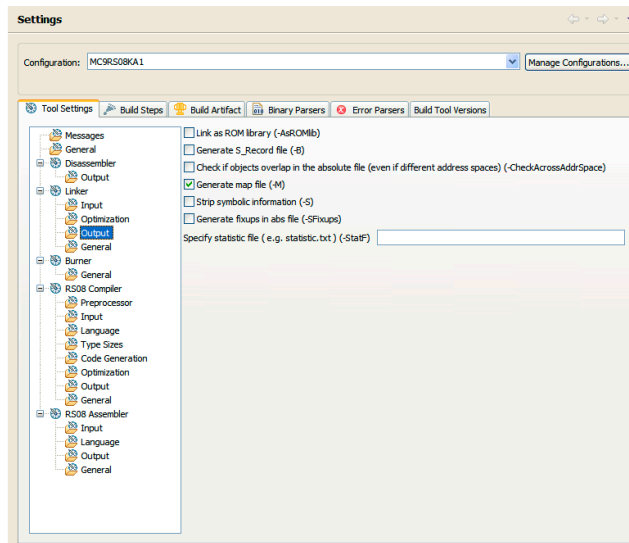 Settings
Configuration: MC9RS08KA1 Manage Configurations...
Tool Settings Build Steps Build Artifact Binary Parsers Error Parsers Build Tool Versions
Messages
General
Disassembler
Output
Linker
Input
Optimization
Output
General
Burner
General
RS08 Compiler
Preprocessor
Input
Language
Type Sizes
Code Generation
Optimization
Output
General
RS08 Assembler
Input
Language
Output
General
Link as ROM library (-AsROMlib)
Generate S_Record file (-B)
Check if objects overlap in the absolute file (even if different address spaces) (-CheckAcrossAddrSpace)
Generate map file (-M)
Strip symbolic information (-S)
Generate fixups in abs file (-SFixups)
Specify statistic file ( e.g. statistic.txt ) (-StatF)